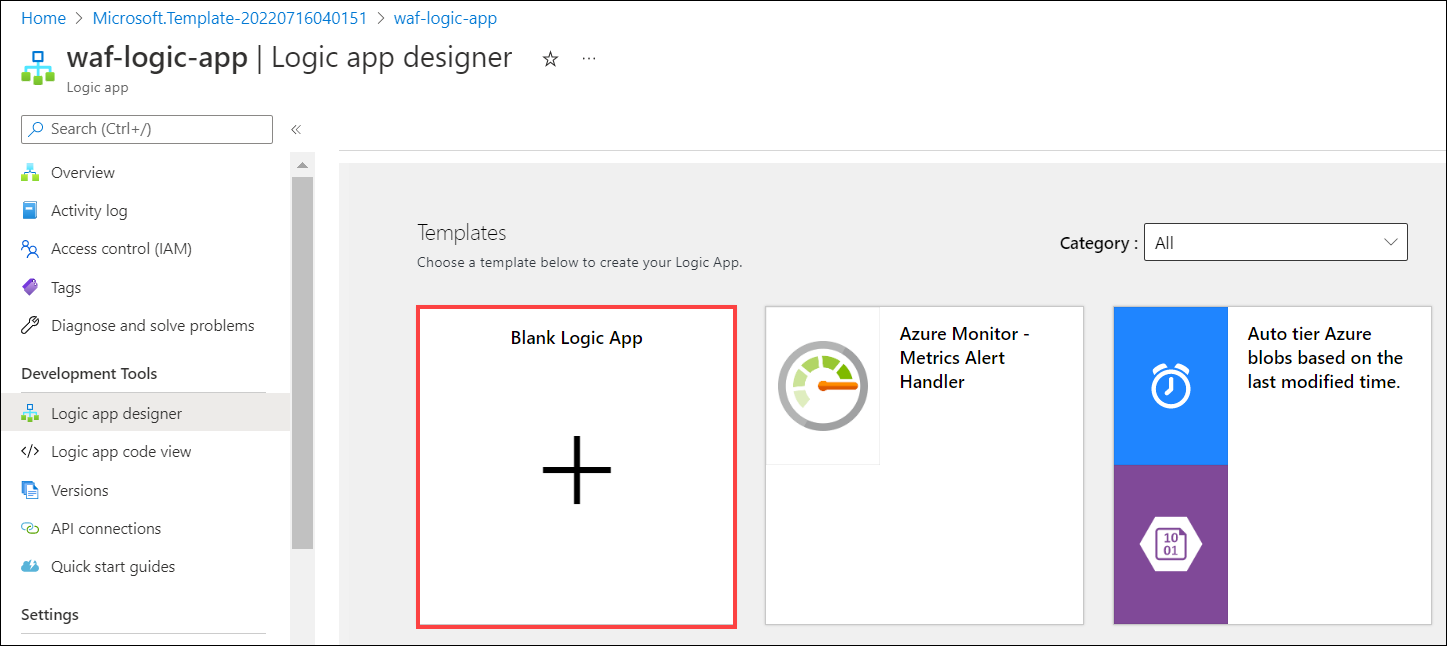 Home > Microsoft.Template-20220716040151 > waf-logic-app
waf-logic-app | Logic app designer ☆ ...
Logic app
Search (Ctrl+/) «
Overview
Activity log
Access control (IAM)
Tags
Diagnose and solve problems
Development Tools
Logic app designer
</> Logic app code view
Versions
API connections
Quick start guides
Settings
Templates
Choose a template below to create your Logic App.
Category : All
Blank Logic App
Azure Monitor -
Metrics Alert
Handler
Auto tier Azure
blobs based on the
last modified time.
10
01